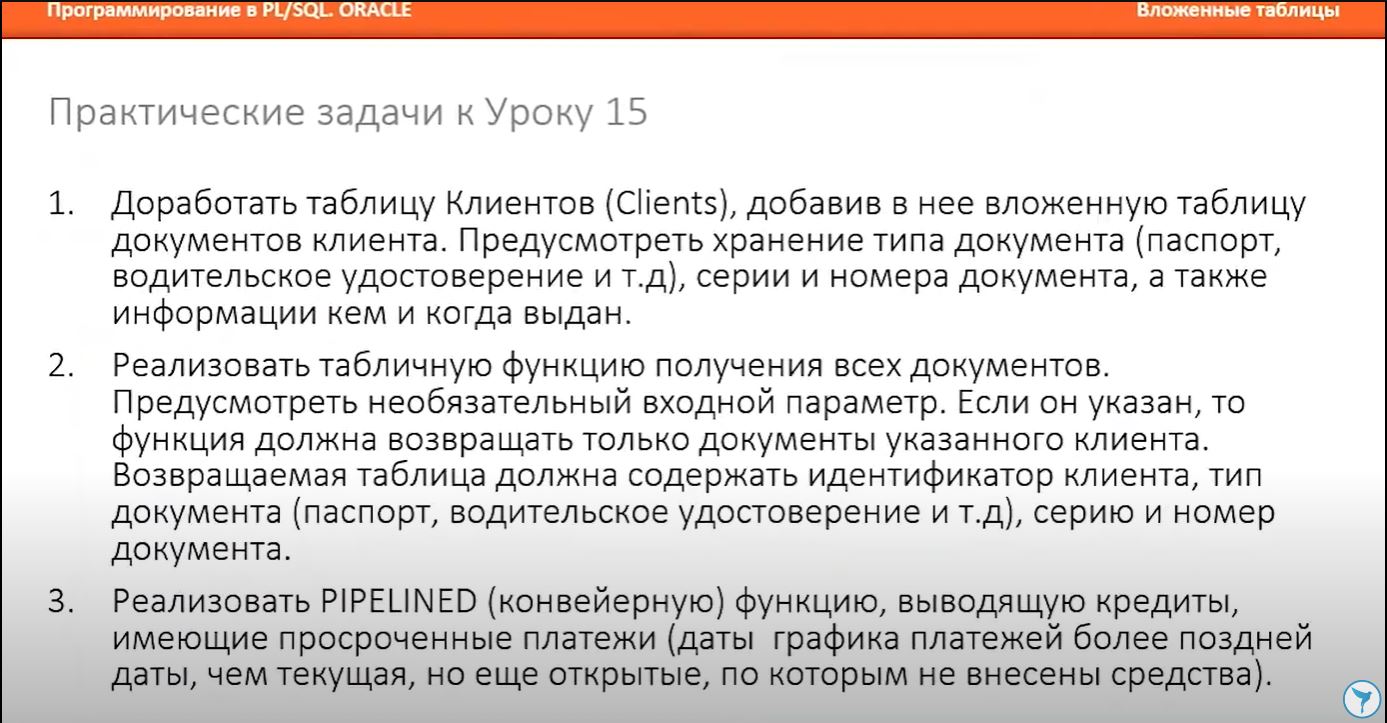 Программирование в PL/SQL. ORACLE
Вложенные таблицы
Практические задачи к Уроку 15
1. Доработать таблицу Клиентов (Clients), добавив в нее вложенную таблицу
документов клиента. Предусмотреть хранение типа документа (паспорт,
водительское удостоверение и т.д), серии и номера документа, а также
информации кем и когда выдан.
2. Реализовать табличную функцию получения всех документов.
Предусмотреть необязательный входной параметр. Если он указан, то
функция должна возвращать только документы указанного клиента.
Возвращаемая таблица должна содержать идентификатор клиента, тип
документа (паспорт, водительское удостоверение и т.д), серию и номер
документа.
3. Реализовать PIPELINED (конвейерную) функцию, выводящую кредиты,
имеющие просроченные платежи (даты графика платежей более поздней
даты, чем текущая, но еще открытые, по которым не внесены средства).